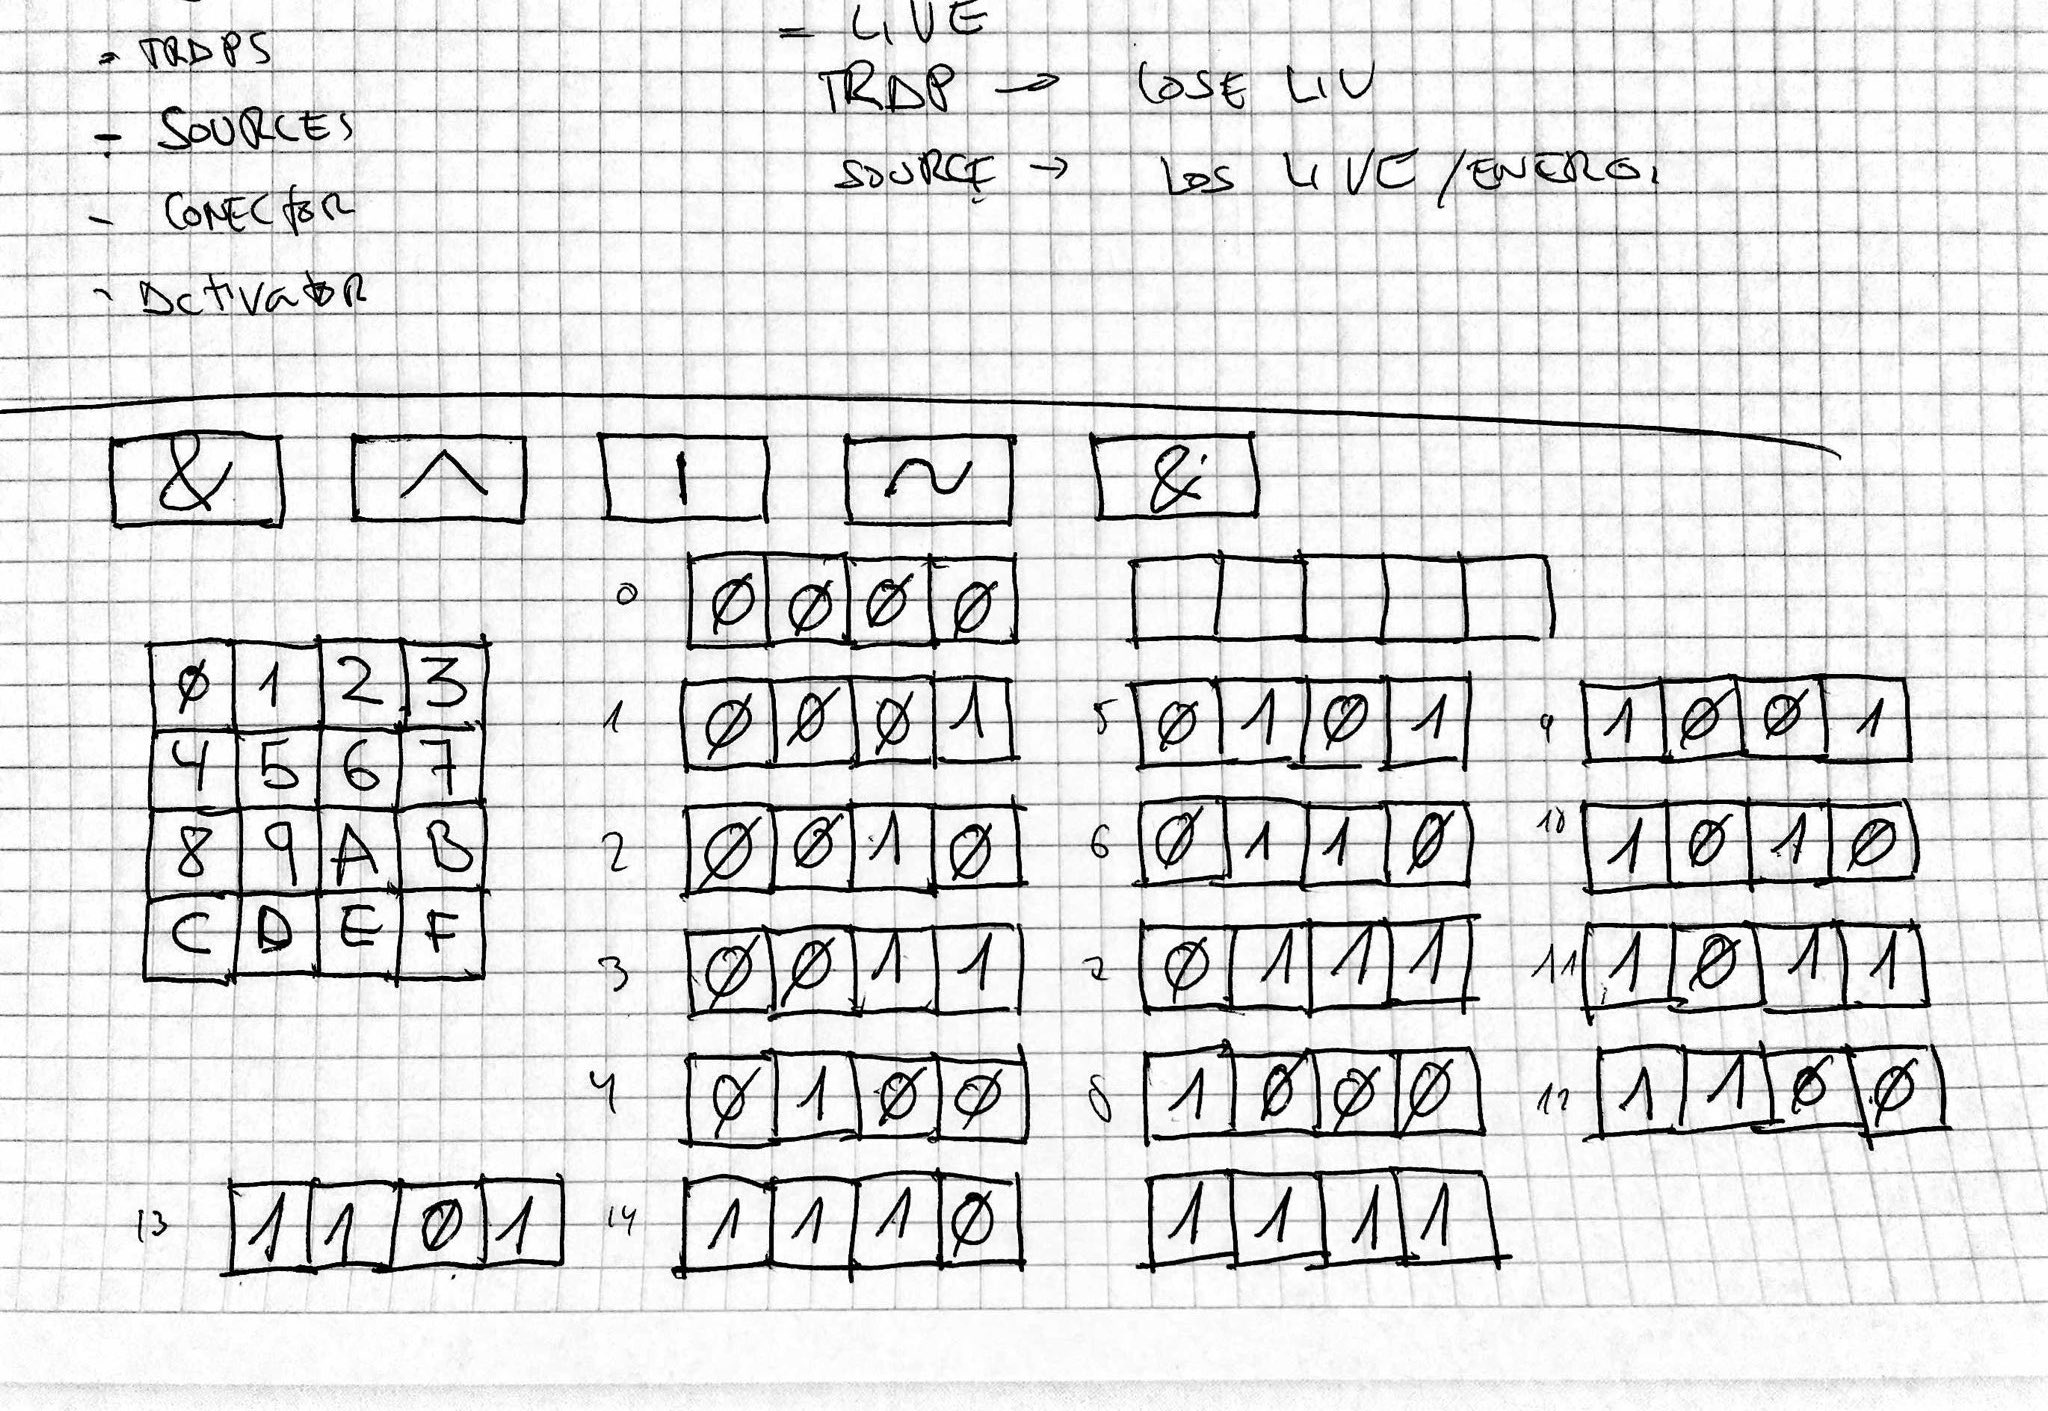 - TRAPS
- SOURCES
- CONECTOR
- Activator
- LIVE
TRAP → LOSE LIV
SOURCE → LOS LIVE/ENERGI
& ^ | ~ &
Ø 1 2 3
4 5 6 7
8 9 A B
C D E F
0 Ø Ø Ø Ø
1 Ø Ø Ø 1
5 Ø 1 Ø 1
9 1 Ø Ø 1
2 Ø Ø 1 Ø
6 Ø 1 1 Ø
10 1 Ø 1 Ø
3 Ø Ø 1 1
7 Ø 1 1 1
11 1 Ø 1 1
4 Ø 1 Ø Ø
8 1 Ø Ø Ø
12 1 1 Ø Ø
13 1 1 Ø 1
14 1 1 1 Ø
1 1 1 1